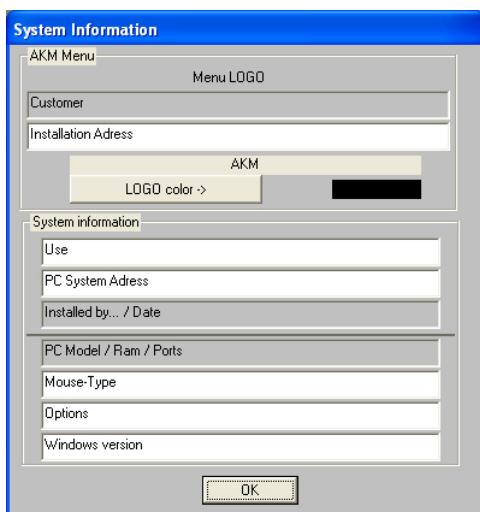 System Information
AKM Menu
Menu LOGO
Customer
Installation Adress
AKM
LOGO color ->
System information
Use
PC System Adress
Installed by... / Date
PC Model / Ram / Ports
Mouse-Type
Options
Windows version
OK